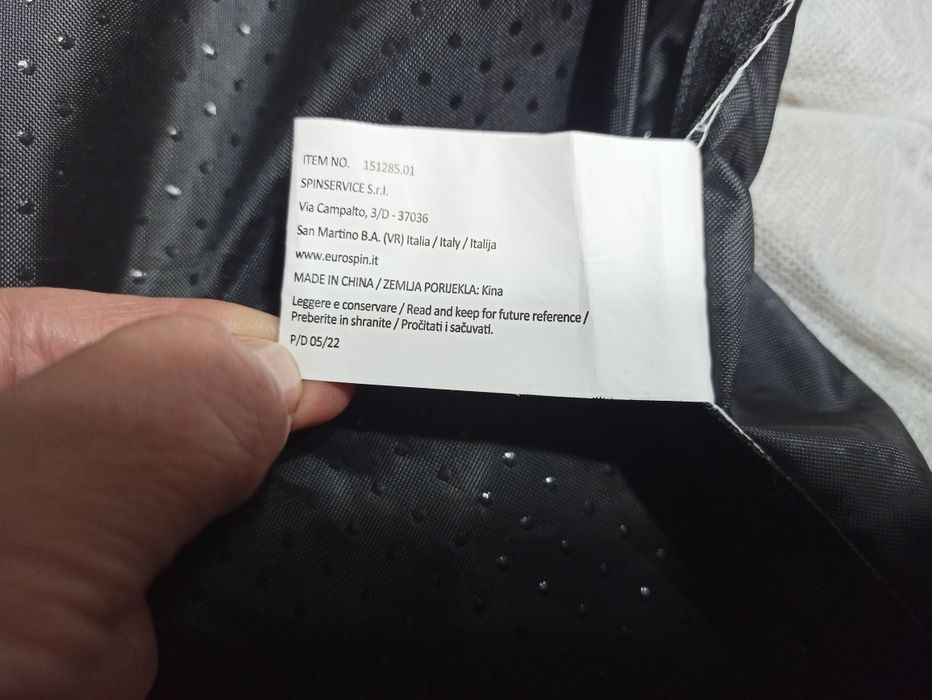 ITEM NO. 1S1285.01
SPINSERVICE S.r.l.
Via Campalto, 3/D - 37036
San Martino B.A. (VR) Italia / Italy / Italija
www.eurospin.it
MADE IN CHINA / ZEMLJA PORIJEKLA: Kina
Leggere e conservare / Read and keep for future reference /
Preberite in shranite / Pročitati i sačuvati.
P/D 05/22